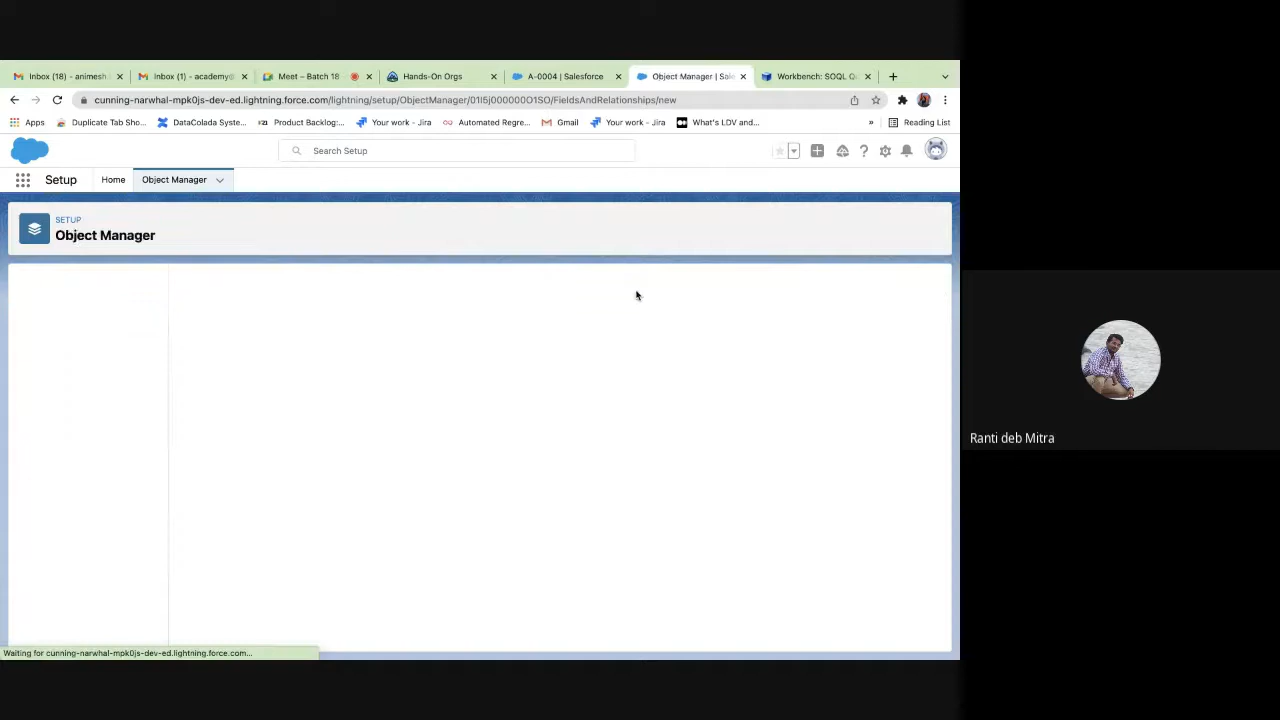 Inbox (18) - animesh.
Inbox (1) - academy@
Meet – Batch 18
Hands-On Orgs
A-0004 | Salesforce
Object Manager | Sale
Workbench: SOQL Qu
cunning-narwhal-mpk0js-dev-ed.lightning.force.com/lightning/setup/ObjectManager/01I5j000000O1SO/FieldsAndRelationships/new
Apps
Duplicate Tab Sho...
DataColada Syste...
Product Backlog:...
Your work - Jira
Automated Regre...
Gmail
Your work - Jira
What's LDV and...
»
Reading List
Search Setup
Setup
Home
Object Manager
SETUP
Object Manager
Ranti deb Mitra
Waiting for cunning-narwhal-mpk0js-dev-ed.lightning.force.com...